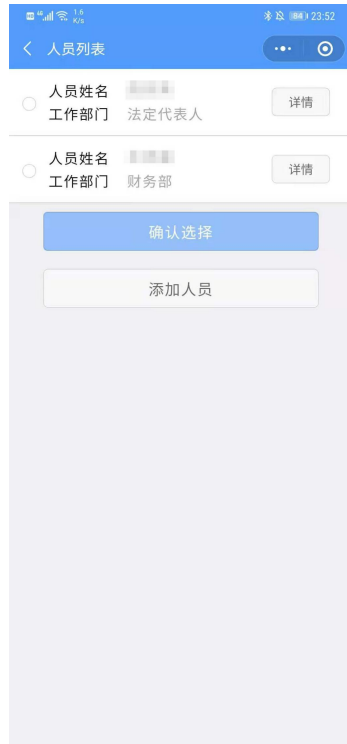 4G 1.6 K/s 64 23:52
人员列表
人员姓名
工作部门 法定代表人
详情
人员姓名
工作部门 财务部
详情
确认选择
添加人员